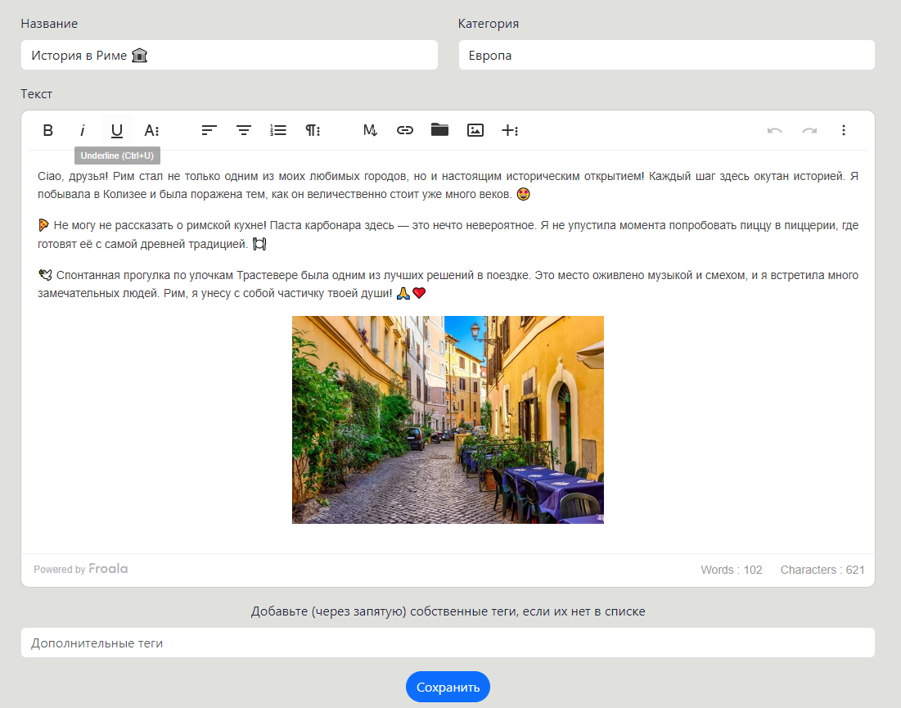 Название
Категория
История в Риме 🏛️
Европа
Текст
B i U A
M
Underline (Ctrl+U)
Ciao, друзья! Рим стал не только одним из моих любимых городов, но и настоящим историческим открытием! Каждый шаг здесь окутан историей. Я
побывала в Колизее и была поражена тем, как он величественно стоит уже много веков. 😍
🍕 Не могу не рассказать о римской кухне! Паста карбонара здесь — это нечто невероятное. Я не упустила момента попробовать пиццу в пиццерии, где
готовят её с самой древней традицией. 🍽️
🕊️ Спонтанная прогулка по улочкам Трастевере была одним из лучших решений в поездке. Это место оживлено музыкой и смехом, и я встретила много
замечательных людей. Рим, я унесу с собой частичку твоей души! 🙏❤️
Powered by Froala
Words : 102 Characters : 621
Добавьте (через запятую) собственные теги, если их нет в списке
Дополнительные теги
Сохранить